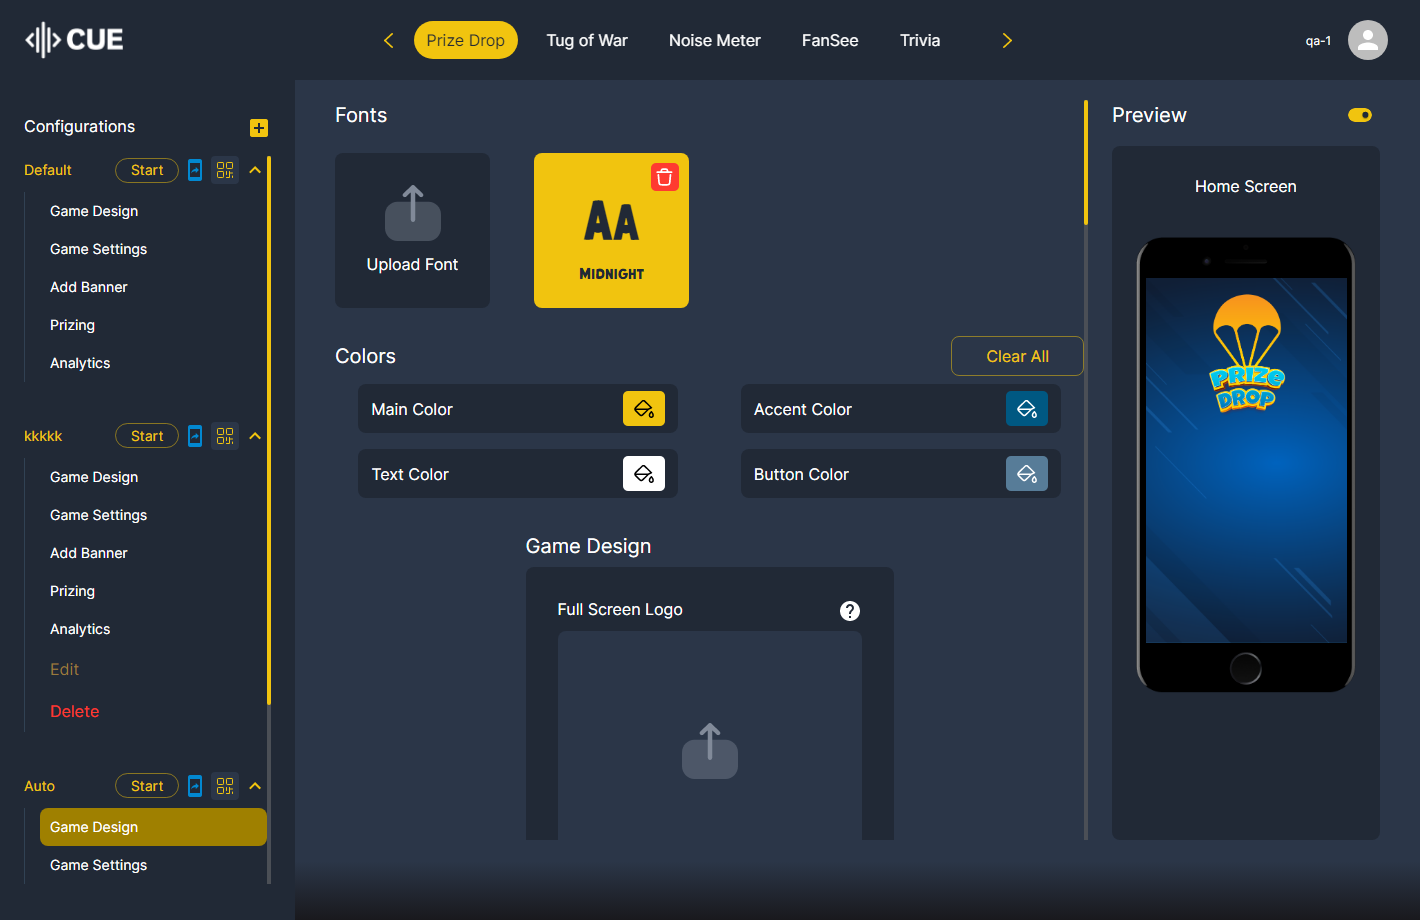 CUE
Prize Drop
Tug of War
Noise Meter
FanSee
Trivia
qa-1
Configurations
Default
Start
Game Design
Game Settings
Add Banner
Prizing
Analytics
kkkkk
Start
Game Design
Game Settings
Add Banner
Prizing
Analytics
Edit
Delete
Auto
Start
Game Design
Game Settings
Fonts
Upload Font
AA
MIDNIGHT
Colors
Clear All
Main Color
Accent Color
Text Color
Button Color
Game Design
Full Screen Logo
?
Preview
Home Screen
PRIZE
DROP